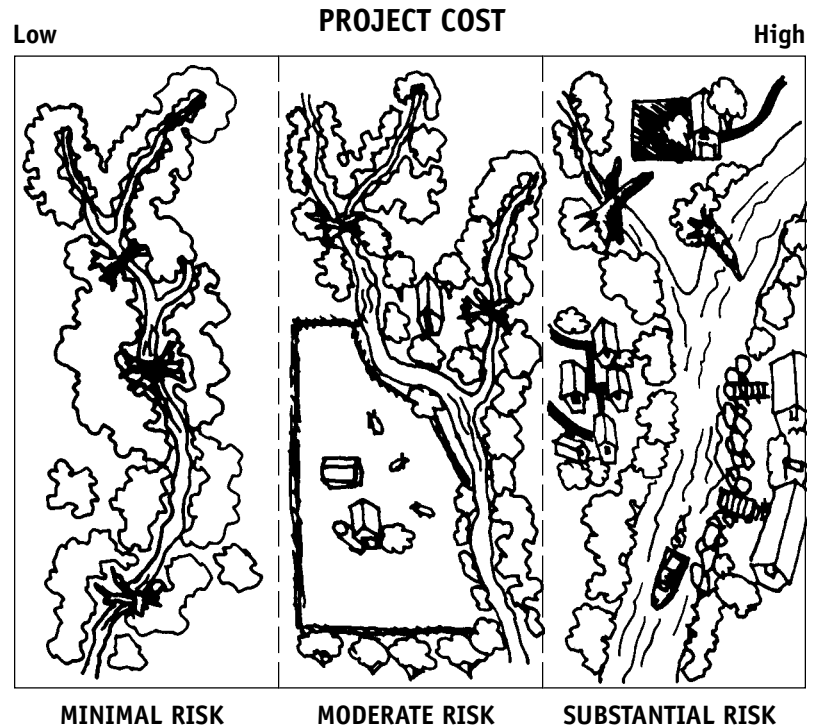 PROJECT COST
Low High
MINIMAL RISK MODERATE RISK SUBSTANTIAL RISK